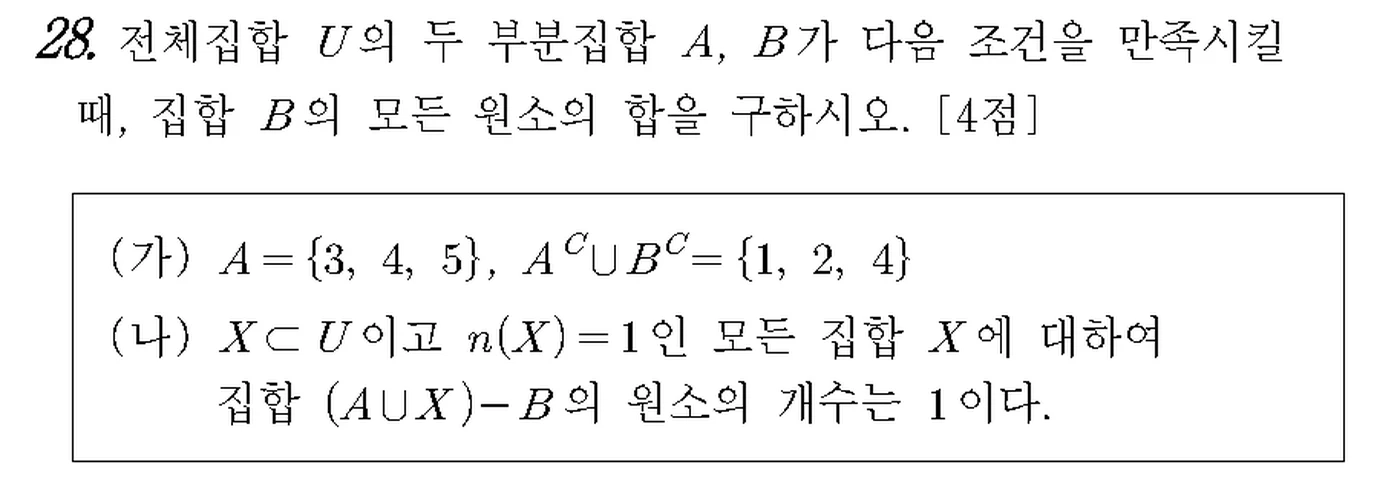 28. 전체집합 U의 두 부분집합 A, B가 다음 조건을 만족시킬
때, 집합 B의 모든 원소의 합을 구하시오. [4점]
(가) A={3, 4, 5}, A^C∪B^C={1, 2, 4}
(나) X⊂U이고 n(X)=1인 모든 집합 X에 대하여
집합 (A∪X)−B의 원소의 개수는 1이다.